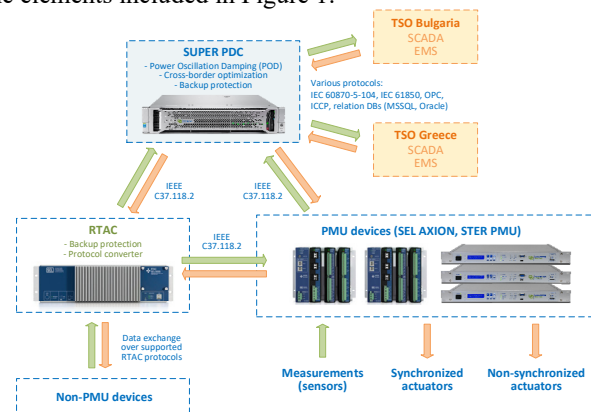 e elements included in Figure 1.
SUPER PDC
- Power Oscillation Damping (POD)
- Cross-border optimization
- Backup protection
TSO Bulgaria
SCADA
EMS
Various protocols:
IEC 60870-5-104, IEC 61850, OPC,
ICCP, relation DBs (MSSQL, Oracle)
TSO Greece
SCADA
EMS
IEEE
C37.118.2
IEEE
C37.118.2
RTAC
- Backup protection
- Protocol converter
IEEE
C37.118.2
PMU devices (SEL AXION, STER PMU)
Data exchange
over supported
RTAC protocols
Non-PMU devices
Measurements
(sensors)
Synchronized
actuators
Non-synchronized
actuators